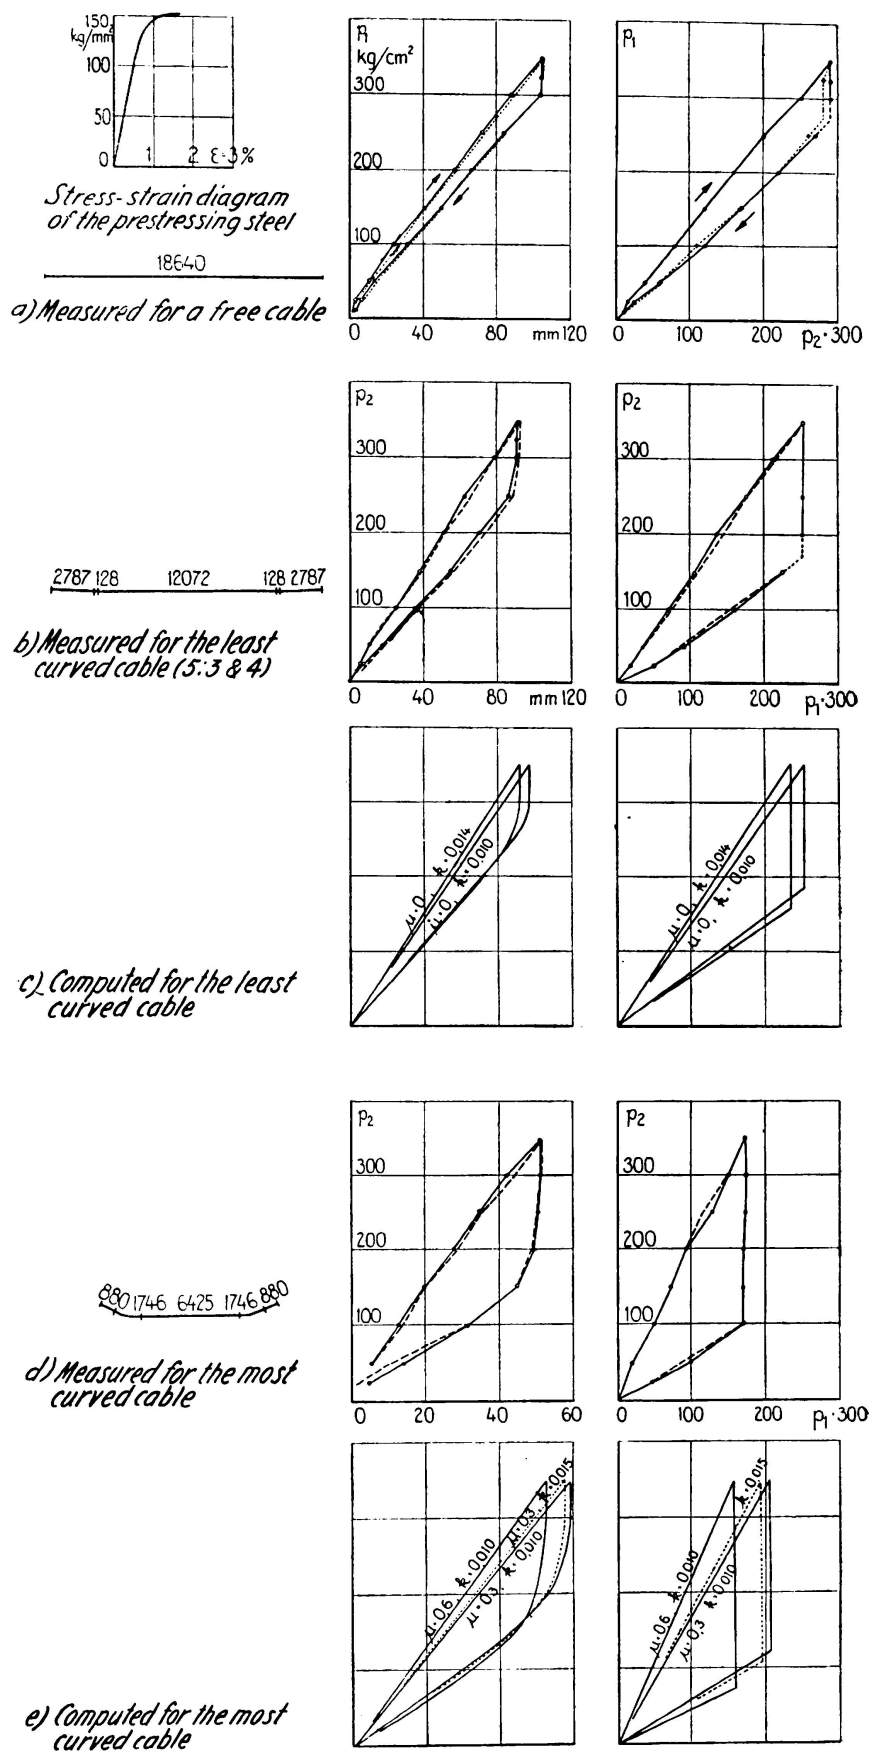 150
kg/mm²
100
50
0
1 2 ε·3%
Stress-strain diagram
of the prestressing steel
18640
a) Measured for a free cable
P₁
kg/cm²
300
200
100
0 40 80 mm 120
P₁
0 100 200 p₂·300
2787 128 12072 128 2787
b) Measured for the least
curved cable (5:3 & 4)
P₂
300
200
100
0 40 80 mm 120
P₂
300
200
100
0 100 200 p₁·300
c) Computed for the least
curved cable
μ·0, k·0.014
μ·0, k·0.010
μ·0, k·0.014
μ·0, k·0.010
880 1746 6425 1746 880
d) Measured for the most
curved cable
P₂
300
200
100
0 20 40 60
P₂
300
200
100
0 100 200 p₁·300
e) Computed for the most
curved cable
μ·0.6, k·0.010
μ·0.3, k·0.015
μ·0.3, k·0.010
μ·0.6, k·0.010
k·0.015
μ·0.3 k·0.010